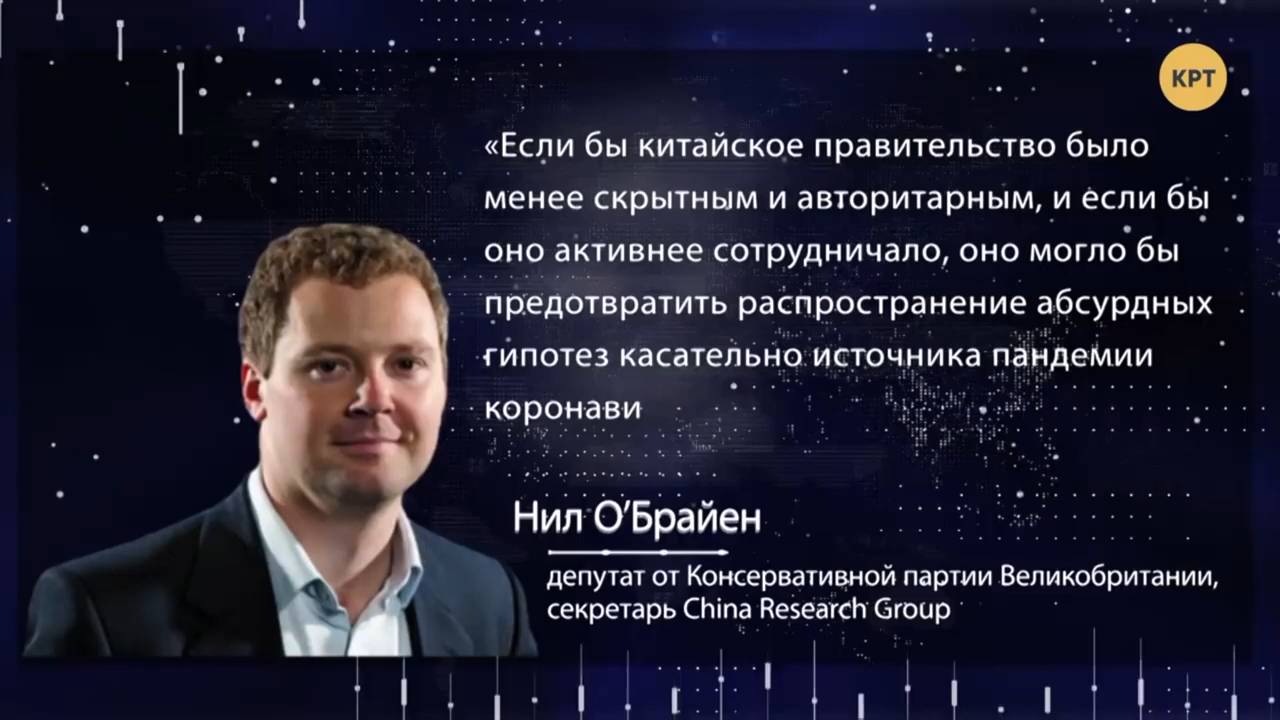 КРТ
«Если бы китайское правительство было
менее скрытным и авторитарным, и если бы
оно активнее сотрудничало, оно могло бы
предотвратить распространение абсурдных
гипотез касательно источника пандемии
коронави
Нил О’Брайен
депутат от Консервативной партии Великобритании,
секретарь China Research Group